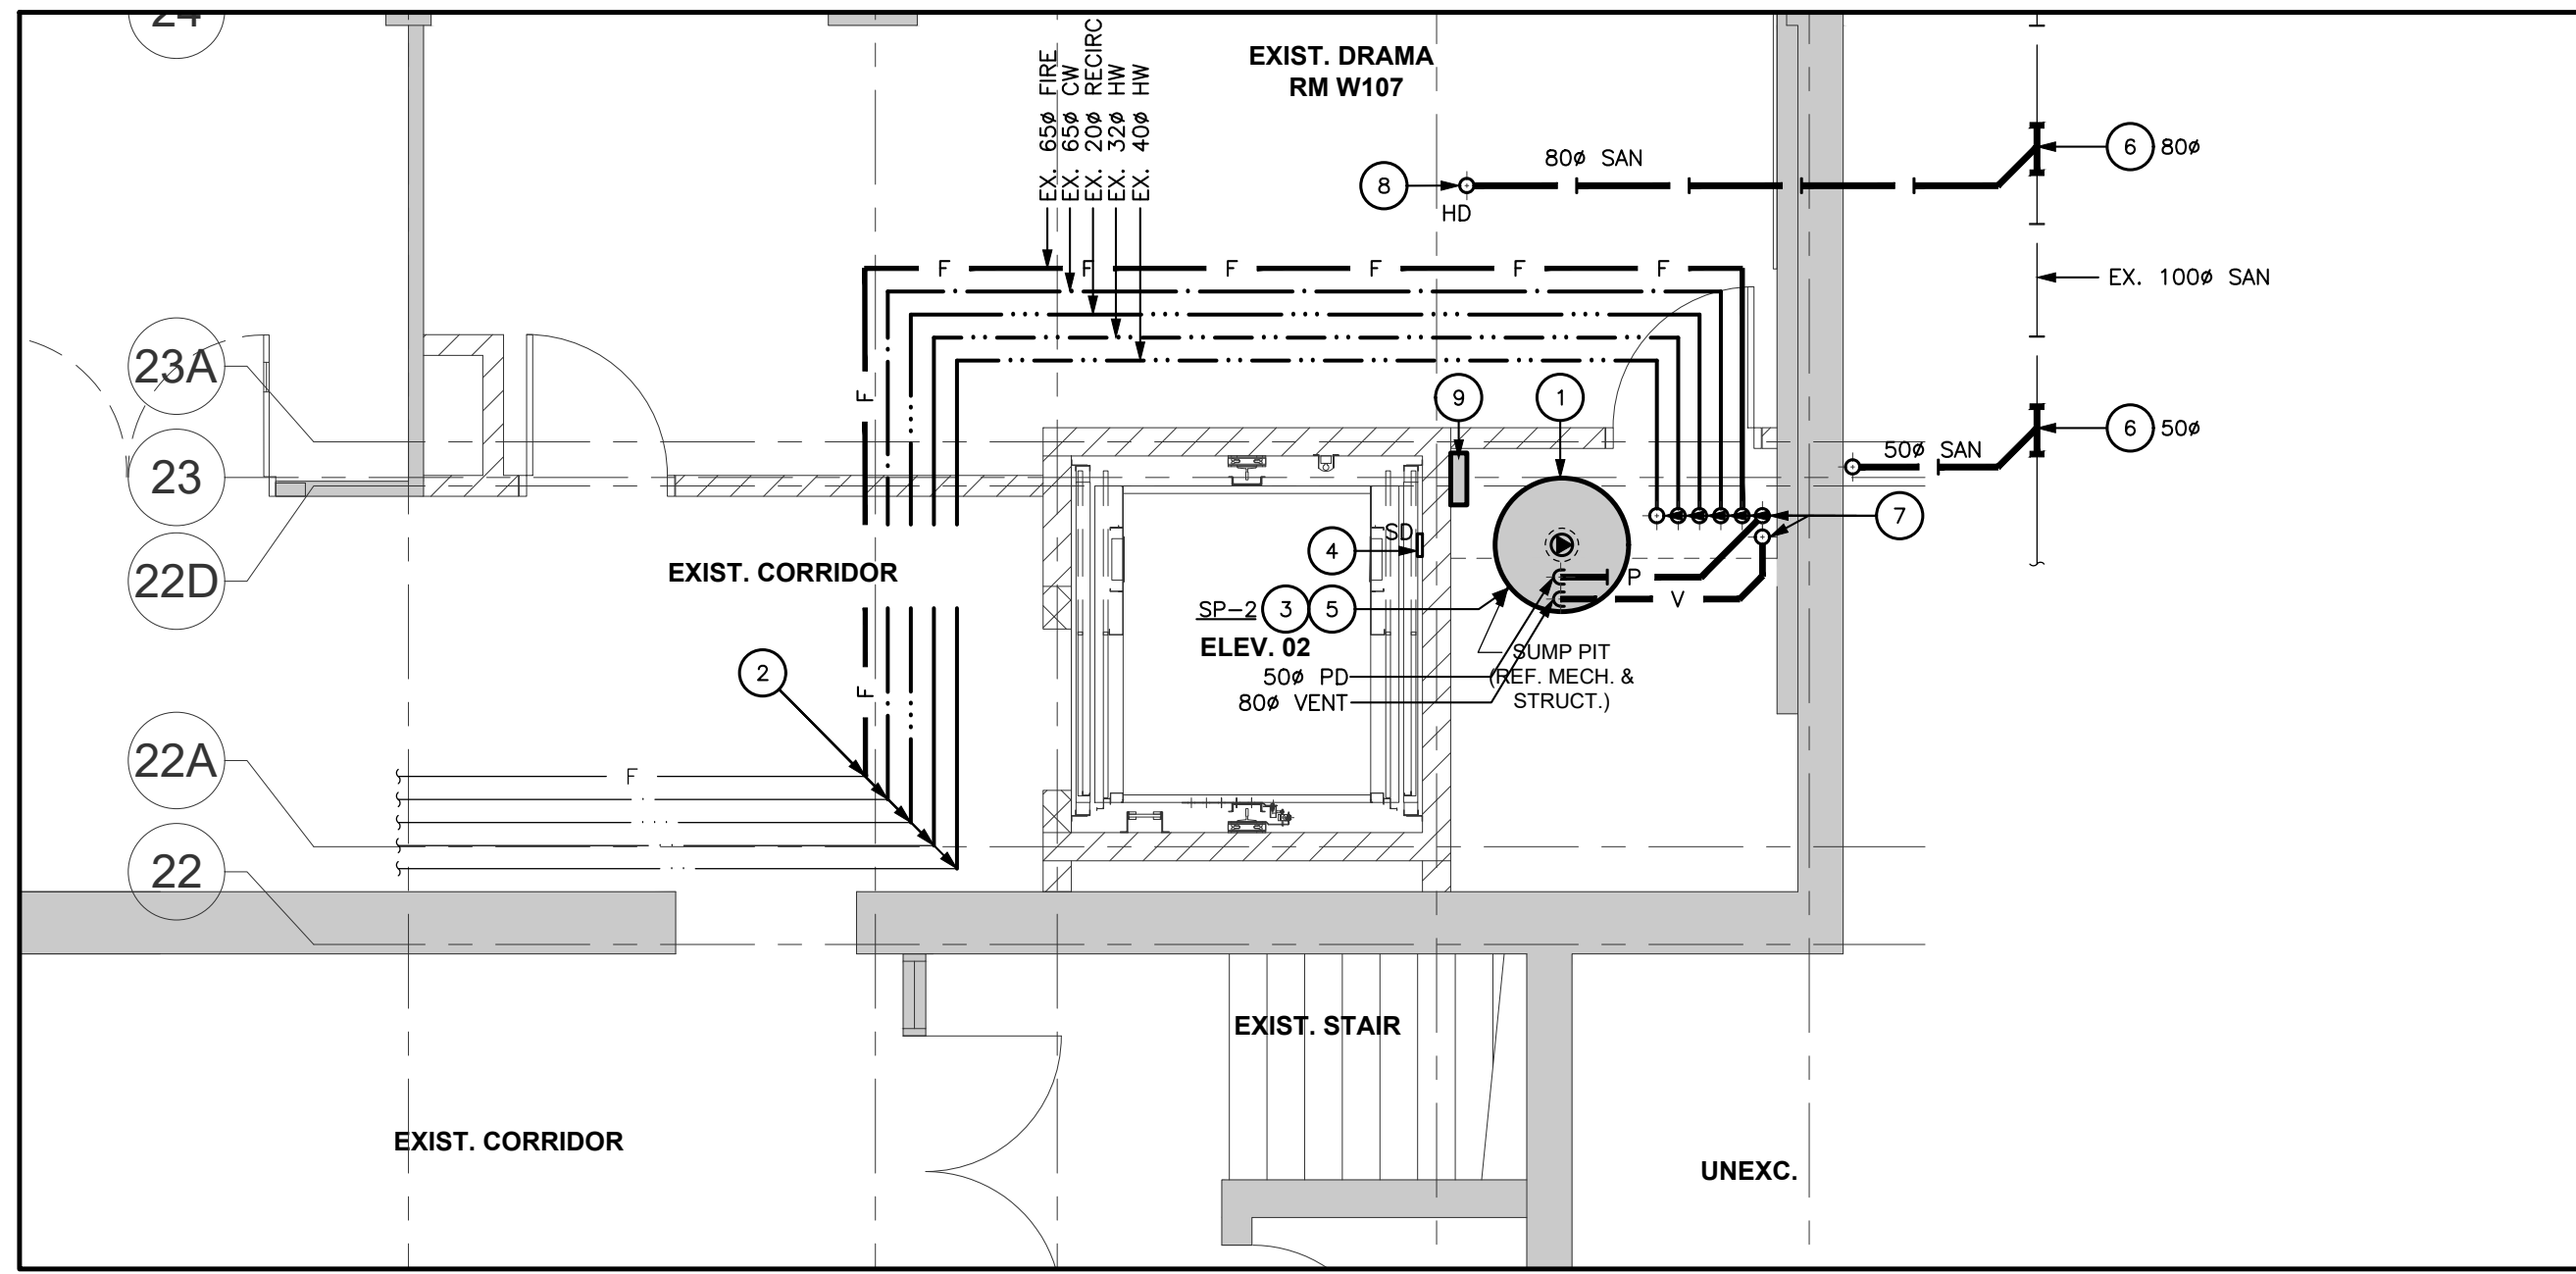 24
EXIST. DRAMA
RM W107
EX. 65ø FIRE
EX. 65ø CW
EX. 20ø RECIRC
EX. 32ø HW
EX. 40ø HW
80ø SAN
8
HD
6 80ø
EX. 100ø SAN
F F F F F F
23A
F
9
1
6 50ø
50ø SAN
23
7
SD
4
22D
EXIST. CORRIDOR
P
V
SP-2 3 5
ELEV. 02
SUMP PIT
(REF. MECH. &
STRUCT.)
50ø PD
80ø VENT
2
F
22A
F
22
EXIST. STAIR
EXIST. CORRIDOR
UNEXC.